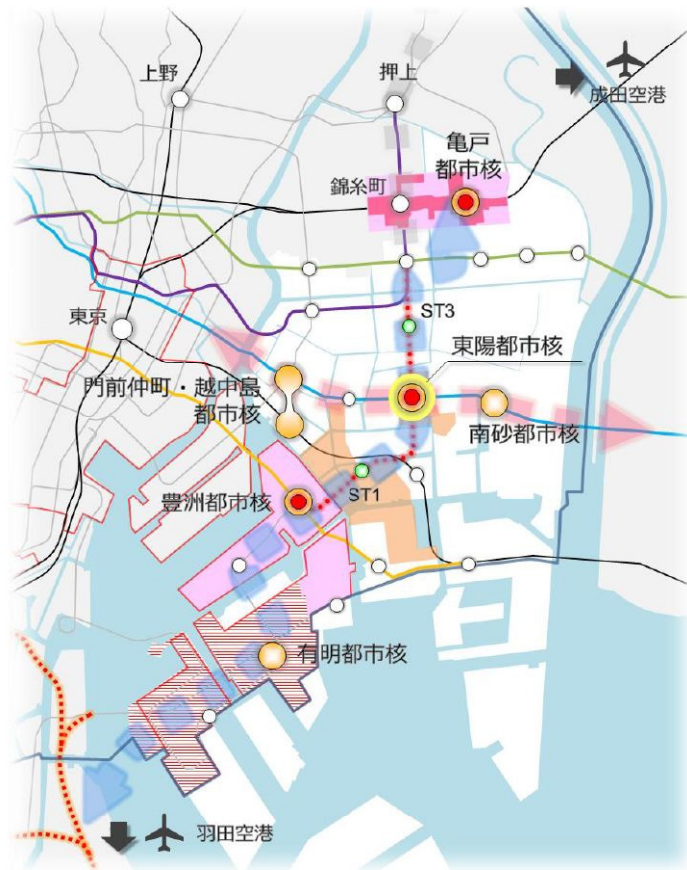 上野
押上
成田空港
亀戸
都市核
錦糸町
ST3
東京
東陽都市核
門前仲町・越中島
都市核
南砂都市核
ST1
豊洲都市核
有明都市核
羽田空港